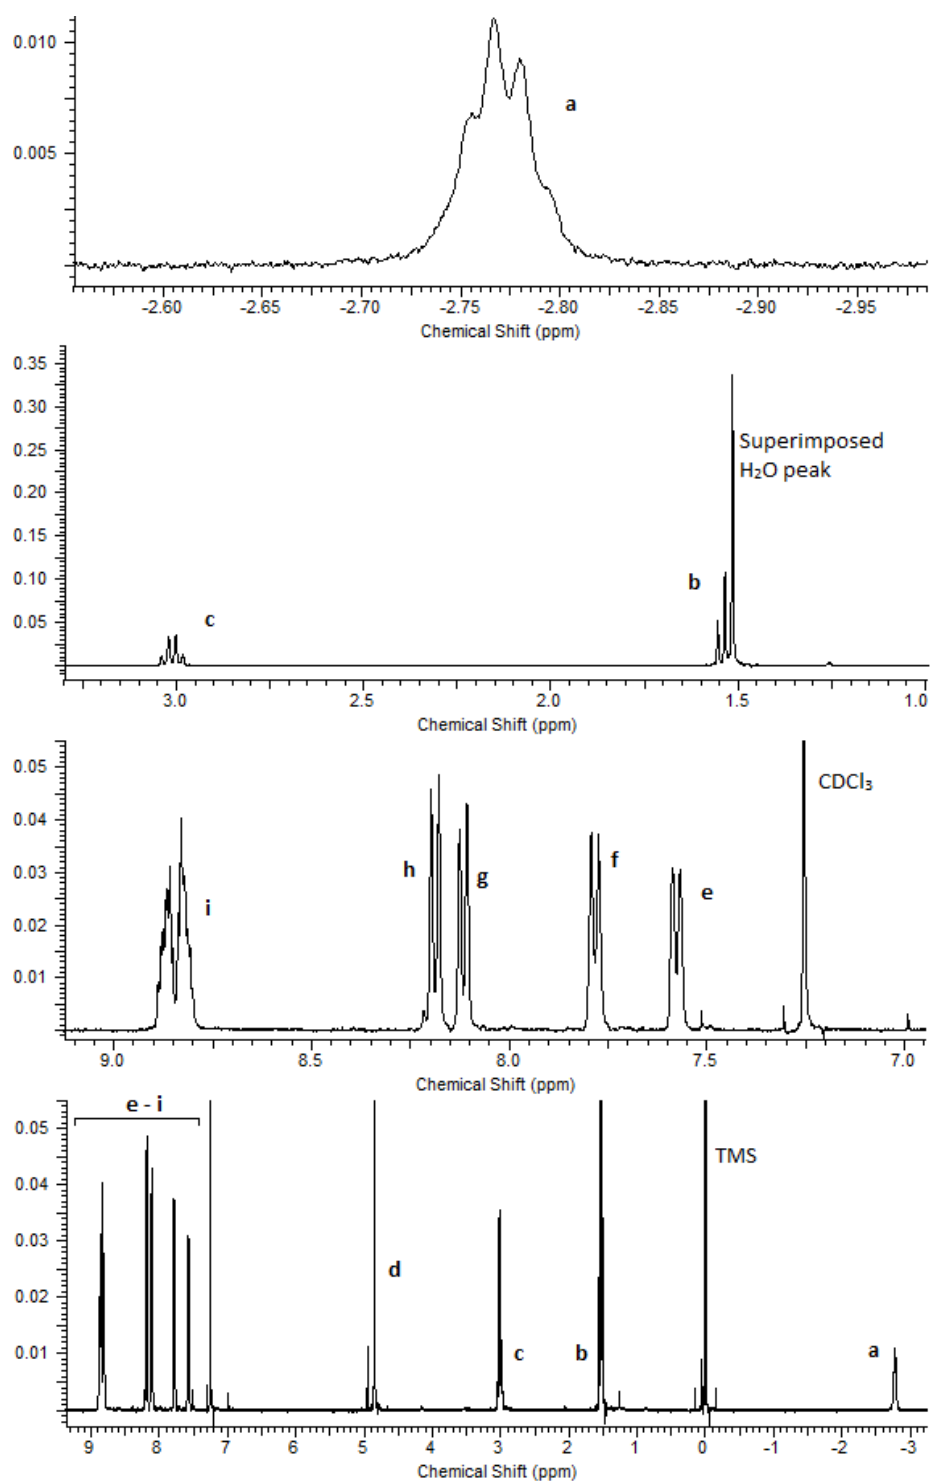 0.010
a
0.005
-2.60 -2.65 -2.70 -2.75 -2.80 -2.85 -2.90 -2.95
Chemical Shift (ppm)
0.35
0.30
0.25
Superimposed
H₂O peak
0.20
0.15
0.10
b
0.05
c
3.0 2.5 2.0 1.5 1.0
Chemical Shift (ppm)
0.05
CDCl₃
0.04
h
g
f
e
0.03
i
0.02
0.01
9.0 8.5 8.0 7.5 7.0
Chemical Shift (ppm)
e - i
0.05
TMS
0.04
0.03
d
0.02
0.01
c
b
a
9 8 7 6 5 4 3 2 1 0 -1 -2 -3
Chemical Shift (ppm)